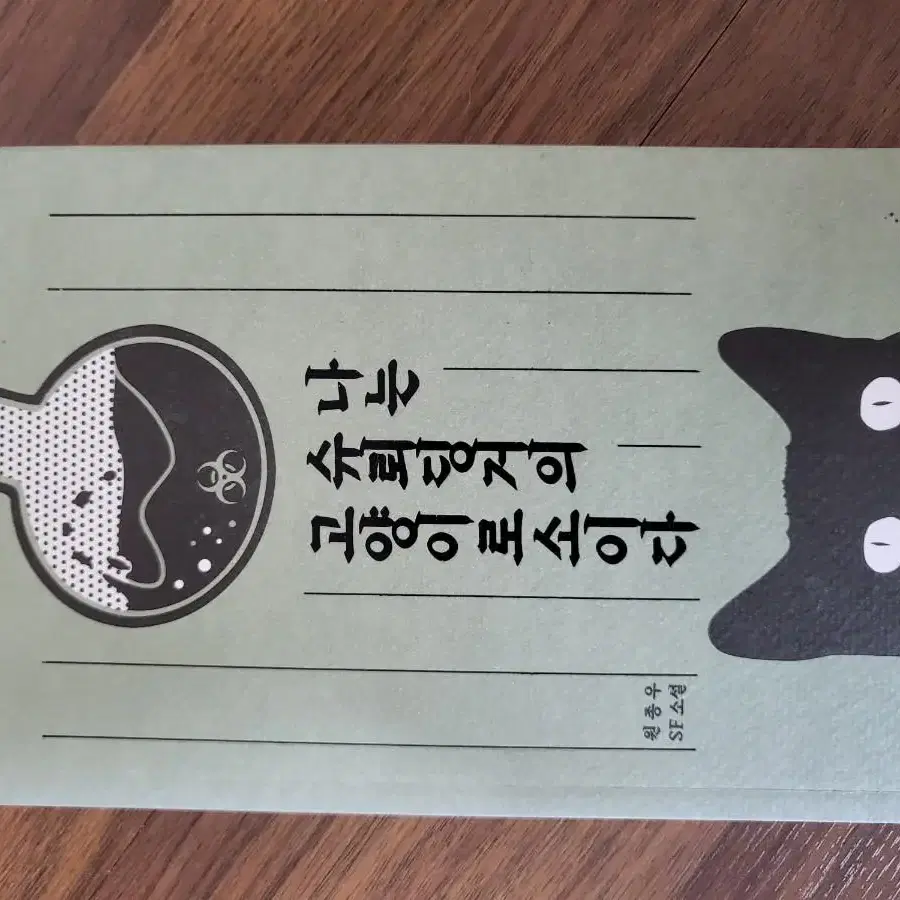 나는
슈뢰딩거의
고양이로소이다
원종우
SF 소설